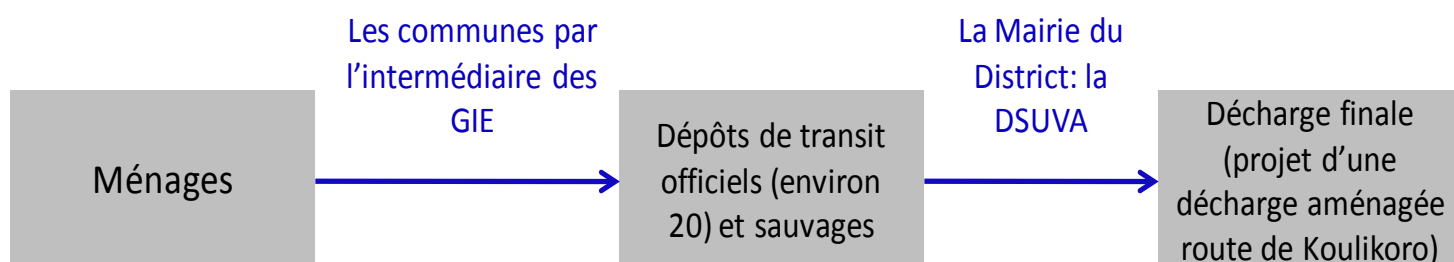 Ménages
Les communes par
l’intermédiaire des
GIE
Dépôts de transit
officiels (environ
20) et sauvages
La Mairie du
District: la
DSUVA
Décharge finale
(projet d’une
décharge aménagée
route de Koulikoro)